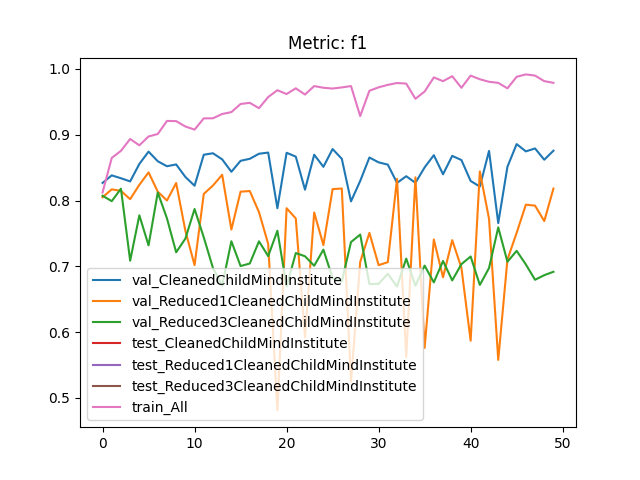 Metric: f1
1.0
0.9
0.8
0.7
0.6
0.5
val_CleanedChildMindInstitute
val_Reduced1CleanedChildMindInstitute
val_Reduced3CleanedChildMindInstitute
test_CleanedChildMindInstitute
test_Reduced1CleanedChildMindInstitute
test_Reduced3CleanedChildMindInstitute
train_All
0 10 20 30 40 50